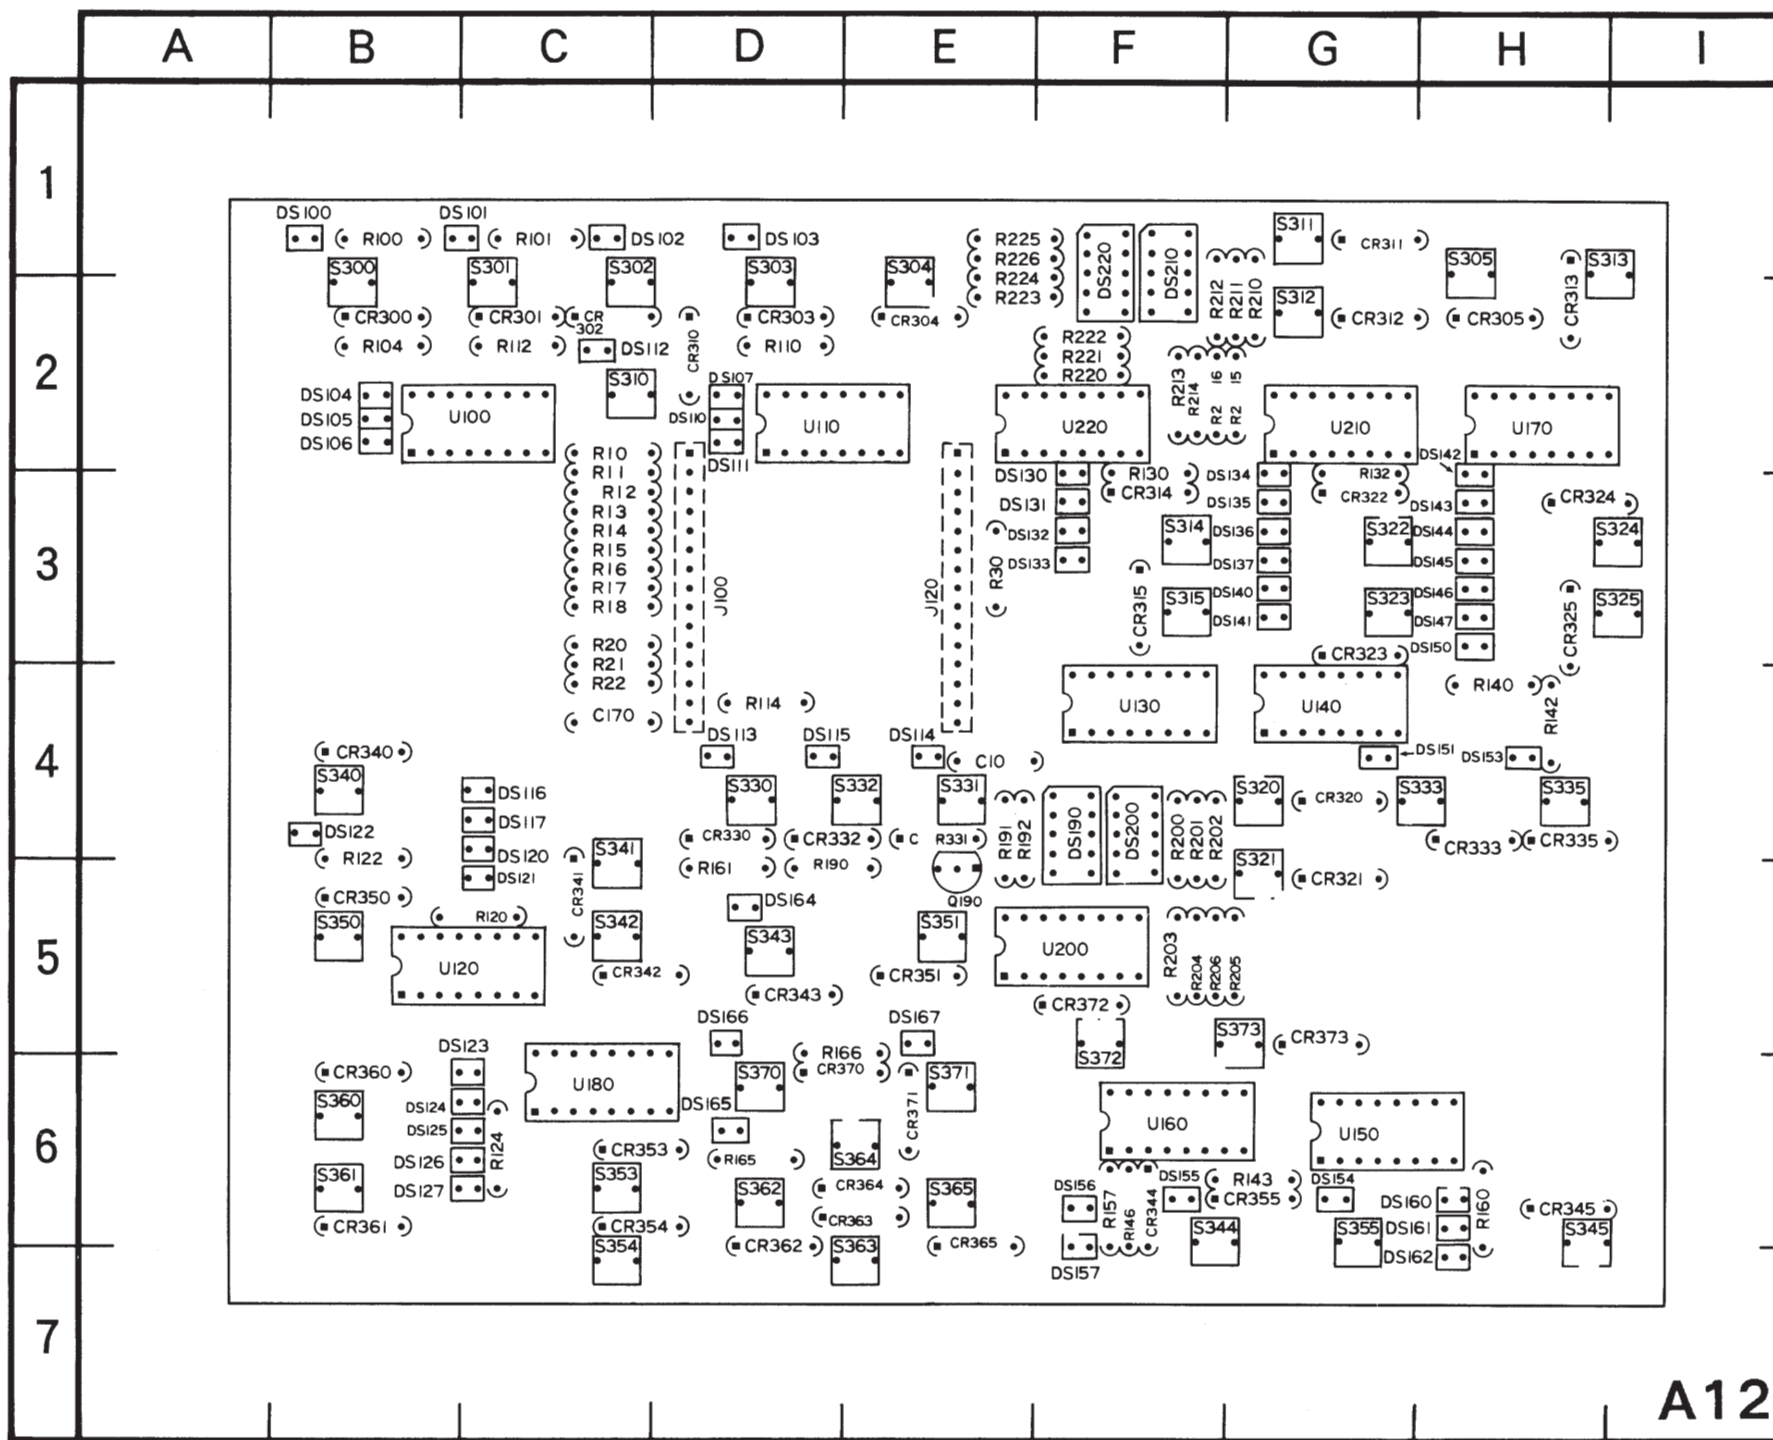 A B C D E F G H I
1
DS100 DS101
R100 R101 DS102 DS103 R225 S311 CR311
S300 S301 S302 S303 S304 R226 DS220 DS210 S305 S313
R224 R212 R211 R210 CR313
R223 S312
CR300 CR301 CR 302 CR303 CR304 CR312 CR305
R104 R112 DS112 CR310 R110 R222
R221
2
S310 DS107 R220 R213 R214 R2 16 R2 15
DS104
DS105 U100 DS110 U110 U220 U210 U170
DS106 DS111 DS142
R10
R11 DS130 R130 DS134 R132
R12 CR314 CR322 CR324
R13 DS131 DS135 DS143
R14 DS132 S314 DS136 S322 DS144 S324
R15
3
R16 DS133 DS137 DS145
R17 J100 J120 R30 CR315 DS140 DS146 CR325
R18 S315 S323 S325
DS141 DS147
R20 CR323 DS150
R21
R22 R114 U130 U140 R140 R142
C170
DS113 DS115 DS114
4
CR340 C10 DS151 DS153
S340 DS116 S330 S332 S331 S320 CR320 S333 S335
DS117
DS122 CR330 CR332 C R331 R191 R192 DS190 DS200 R200 R201 R202 CR333 CR335
R122 DS120 S341 S321
DS121 CR341 R161 R190 CR321
CR350 DS164 Q190
R120
S350 S342 S343 S351
5
U120 U200 R203 R204 R206 R205
CR342 CR351
CR343 CR372
DS166 DS167
DS123 S373 CR373
R166 S372
CR360 CR370
S370 S371
U180
S360 DS124 DS165 CR371
6
DS125 U160 U150
R124 S364
CR353
DS126 R165 R143 DS154
S361 S353 S362 CR364 S365 DS155
DS127 DS156 R157 R146 CR344 CR355 DS160 R160
CR361 CR354 CR363 DS161 CR345
S354 CR362 S363 CR365 S344 S355 DS162 S345
DS157
7
A12